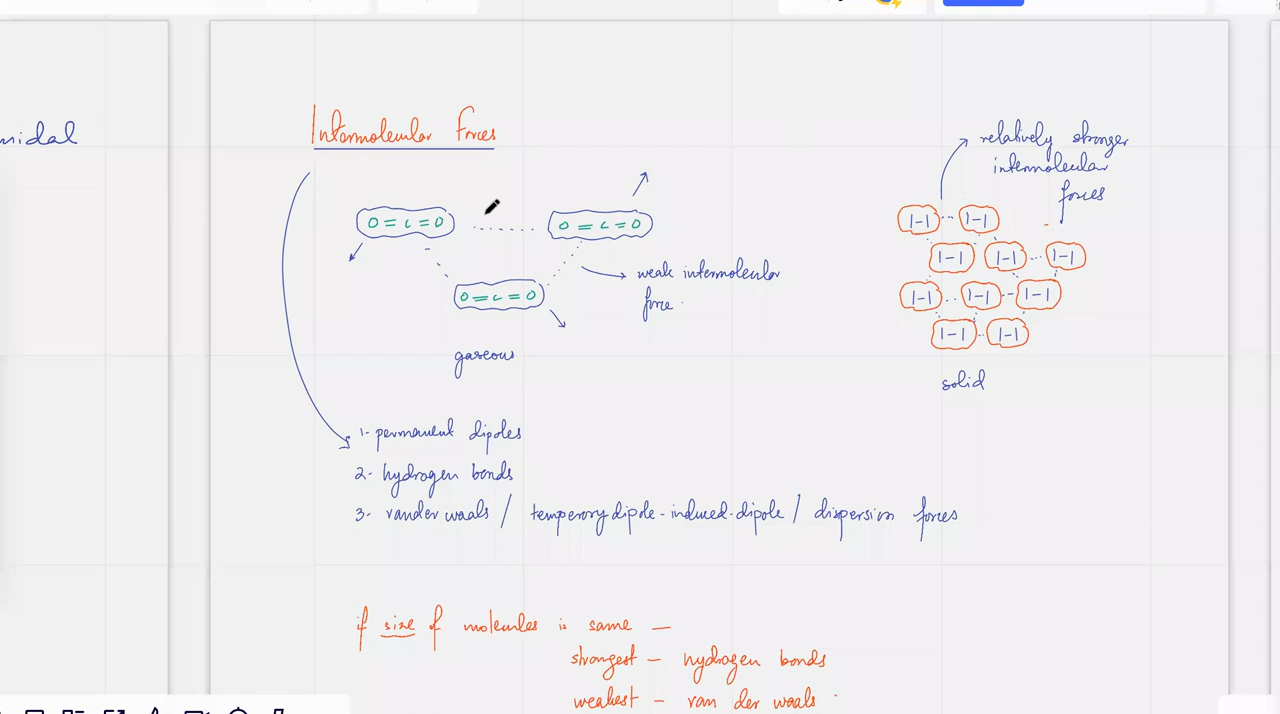 midal
Intermolecular Forces
relatively stronger
intermolecular
forces
O=C=O
O=C=O
O=C=O
weak intermolecular
force.
gaseous
I-I I-I
I-I I-I I-I
I-I I-I I-I
I-I I-I
solid
1- permanent dipoles
2- hydrogen bonds
3- vander waals / temperory dipole-induced-dipole / dispersion forces
if size of molecules is same —
strongest — hydrogen bonds
weakest — van der waals.